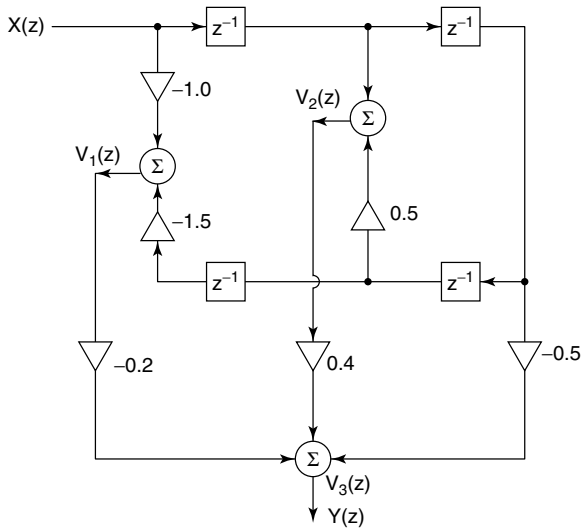 X(z)
z⁻¹
z⁻¹
−1.0
V₂(z)
Σ
V₁(z)
Σ
−1.5
0.5
z⁻¹
z⁻¹
−0.2
0.4
−0.5
Σ
V₃(z)
Y(z)